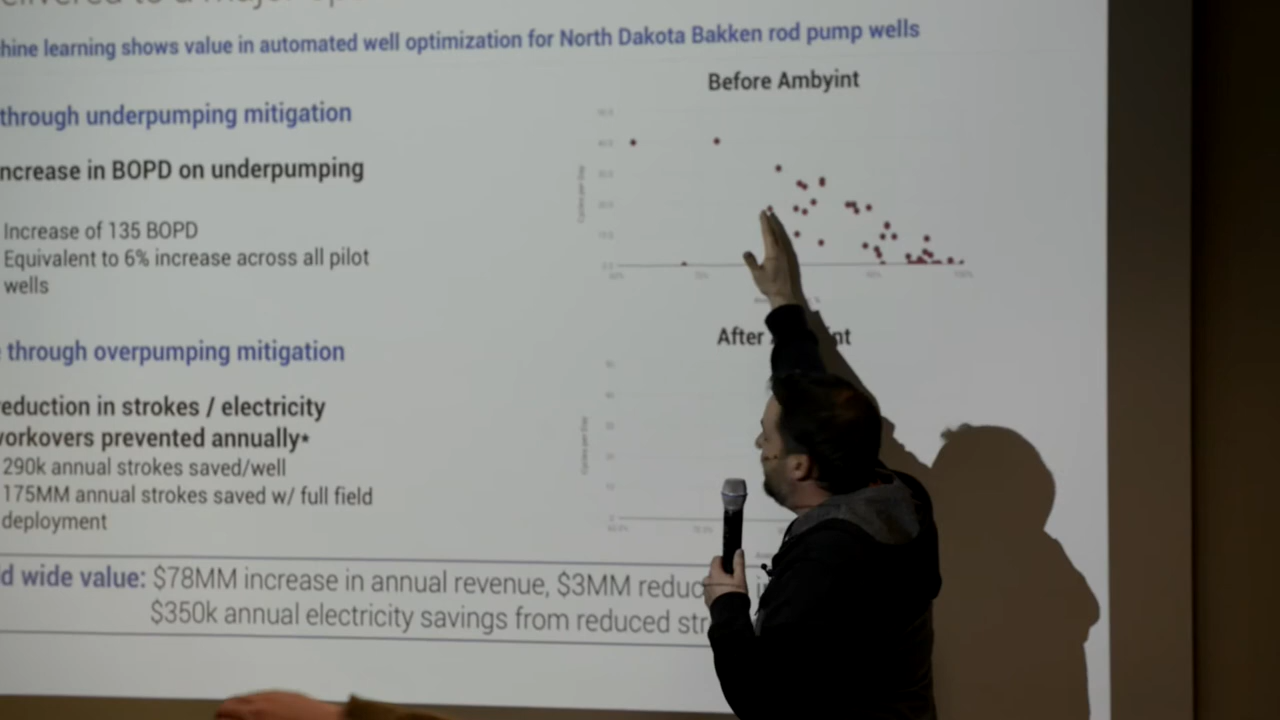 hine learning shows value in automated well optimization for North Dakota Bakken rod pump wells
Before Ambyint
through underpumping mitigation
ncrease in BOPD on underpumping
Increase of 135 BOPD
Equivalent to 6% increase across all pilot
wells
After
nt
through overpumping mitigation
eduction in strokes / electricity
orkovers prevented annually*
290k annual strokes saved/well
175MM annual strokes saved w/ full field
deployment
d wide value: $78MM increase in annual revenue, $3MM reduc
$350k annual electricity savings from reduced str